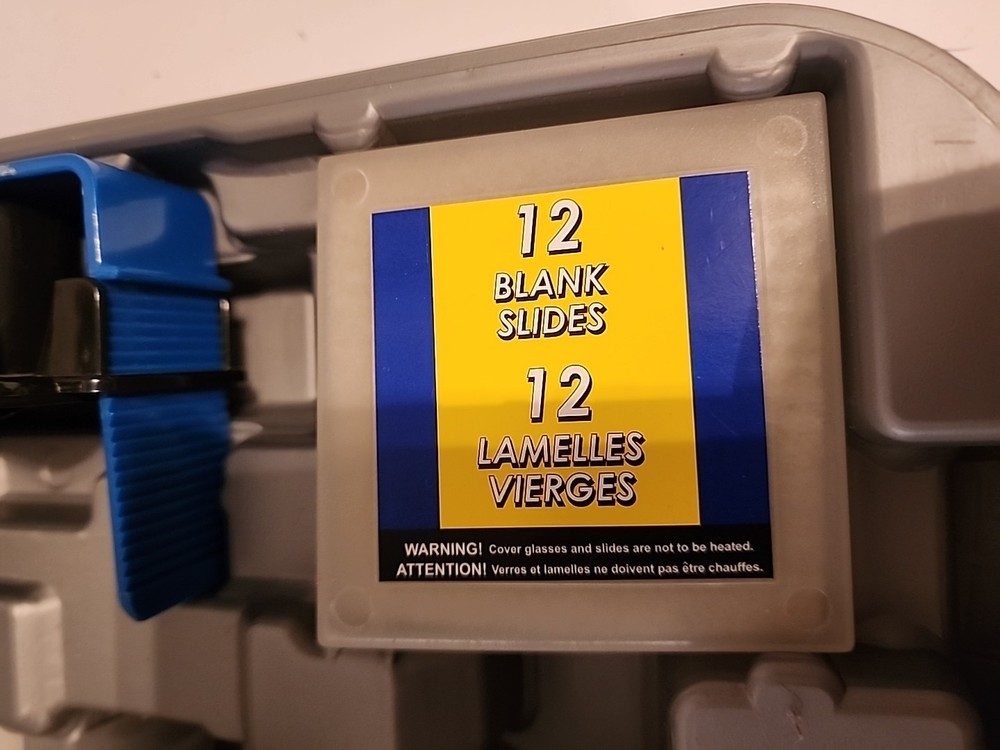 12
BLANK
SLIDES
12
LAMELLES
VIERGES
WARNING! Cover glasses and slides are not to be heated.
ATTENTION! Verres et lamelles ne doivent pas être chauffes.